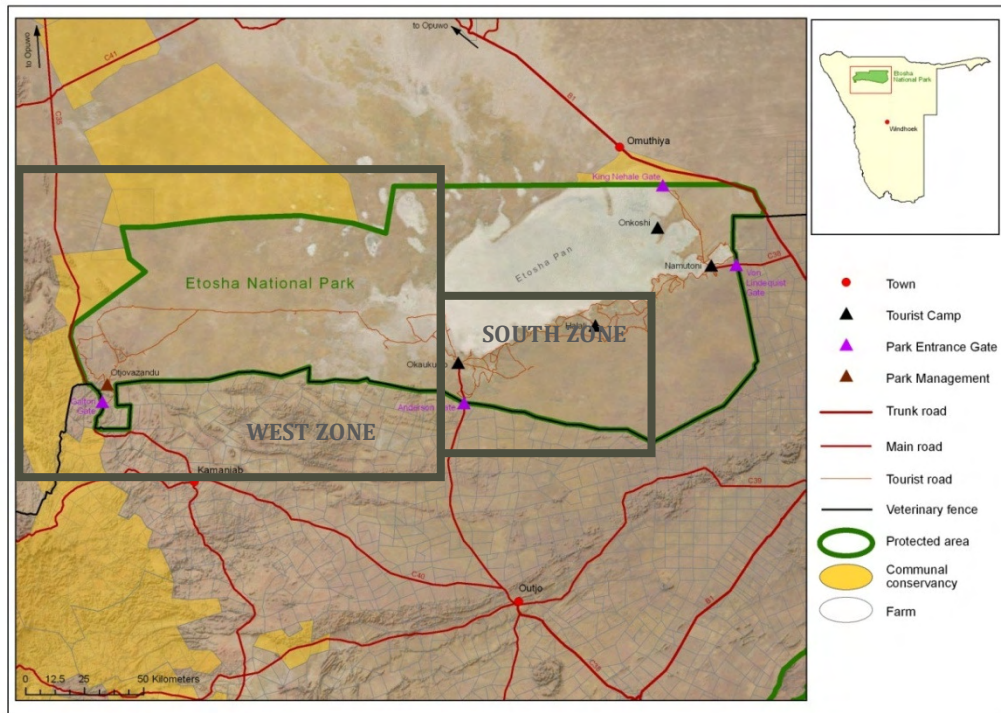 to Opuwo
C41
C35
to Opuwo
B1
Omuthiya
King Nehale Gate
Onkoshi
Etosha Pan
Namutoni
C38
Von
Lindequist
Gate
Etosha National Park
SOUTH ZONE
Halali
Okaukuejo
Otjovazandu
Galton
Gate
Anderson Gate
WEST ZONE
Kamanjab
C39
C40
Outjo
B1
C38
0 12.5 25 50 Kilometers
Etosha
National Park
Windhoek
Town
Tourist Camp
Park Entrance Gate
Park Management
Trunk road
Main road
Tourist road
Veterinary fence
Protected area
Communal
conservancy
Farm